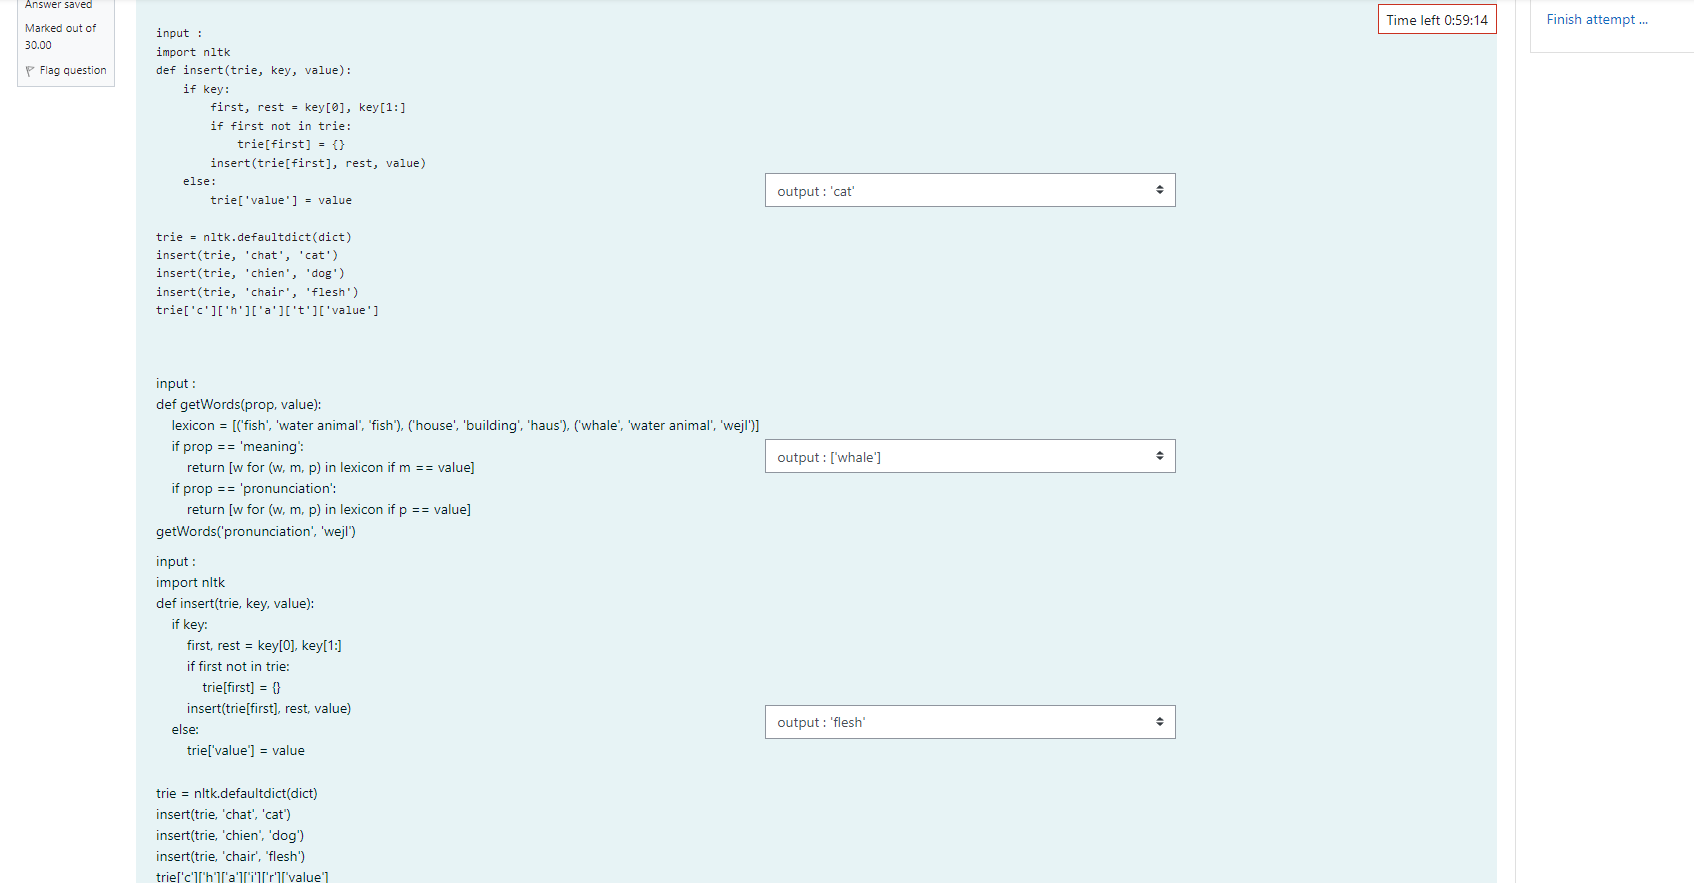 Answer saved
Marked out of
30.00
Flag question
Time left 0:59:14
Finish attempt ...
input :
import nltk
def insert(trie, key, value):
    if key:
        first, rest = key[0], key[1:]
        if first not in trie:
            trie[first] = {}
        insert(trie[first], rest, value)
    else:
        trie['value'] = value
output : 'cat'
trie = nltk.defaultdict(dict)
insert(trie, 'chat', 'cat')
insert(trie, 'chien', 'dog')
insert(trie, 'chair', 'flesh')
trie['c']['h']['a']['t']['value']
input :
def getWords(prop, value):
    lexicon = [('fish', 'water animal', 'fish'), ('house', 'building', 'haus'), ('whale', 'water animal', 'wejl')]
    if prop == 'meaning':
        return [w for (w, m, p) in lexicon if m == value]
    if prop == 'pronunciation':
        return [w for (w, m, p) in lexicon if p == value]
getWords('pronunciation', 'wejl')
output : ['whale']
input :
import nltk
def insert(trie, key, value):
    if key:
        first, rest = key[0], key[1:]
        if first not in trie:
            trie[first] = {}
        insert(trie[first], rest, value)
    else:
        trie['value'] = value
output : 'flesh'
trie = nltk.defaultdict(dict)
insert(trie, 'chat', 'cat')
insert(trie, 'chien', 'dog')
insert(trie, 'chair', 'flesh')
trie['c']['h']['a']['i']['r']['value']